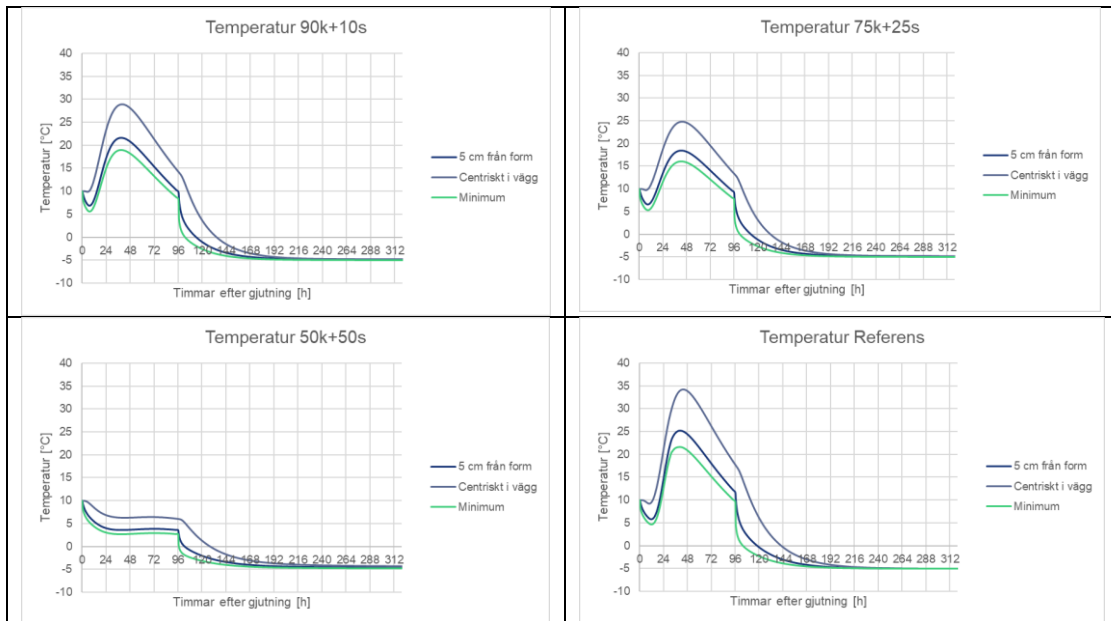 Temperatur 90k+10s
40
35
30
25
20
15
10
5
0
-5
-10
Temperatur [°C]
0 24 48 72 96 120 144 168 192 216 240 264 288 312
Timmar efter gjutning [h]
5 cm från form
Centriskt i vägg
Minimum
Temperatur 75k+25s
40
35
30
25
20
15
10
5
0
-5
-10
Temperatur [°C]
0 24 48 72 96 120 144 168 192 216 240 264 288 312
Timmar efter gjutning [h]
5 cm från form
Centriskt i vägg
Minimum
Temperatur 50k+50s
40
35
30
25
20
15
10
5
0
-5
-10
Temperatur [°C]
0 24 48 72 96 120 144 168 192 216 240 264 288 312
Timmar efter gjutning [h]
5 cm från form
Centriskt i vägg
Minimum
Temperatur Referens
40
35
30
25
20
15
10
5
0
-5
-10
Temperatur [°C]
0 24 48 72 96 120 144 168 192 216 240 264 288 312
Timmar efter gjutning [h]
5 cm från form
Centriskt i vägg
Minimum